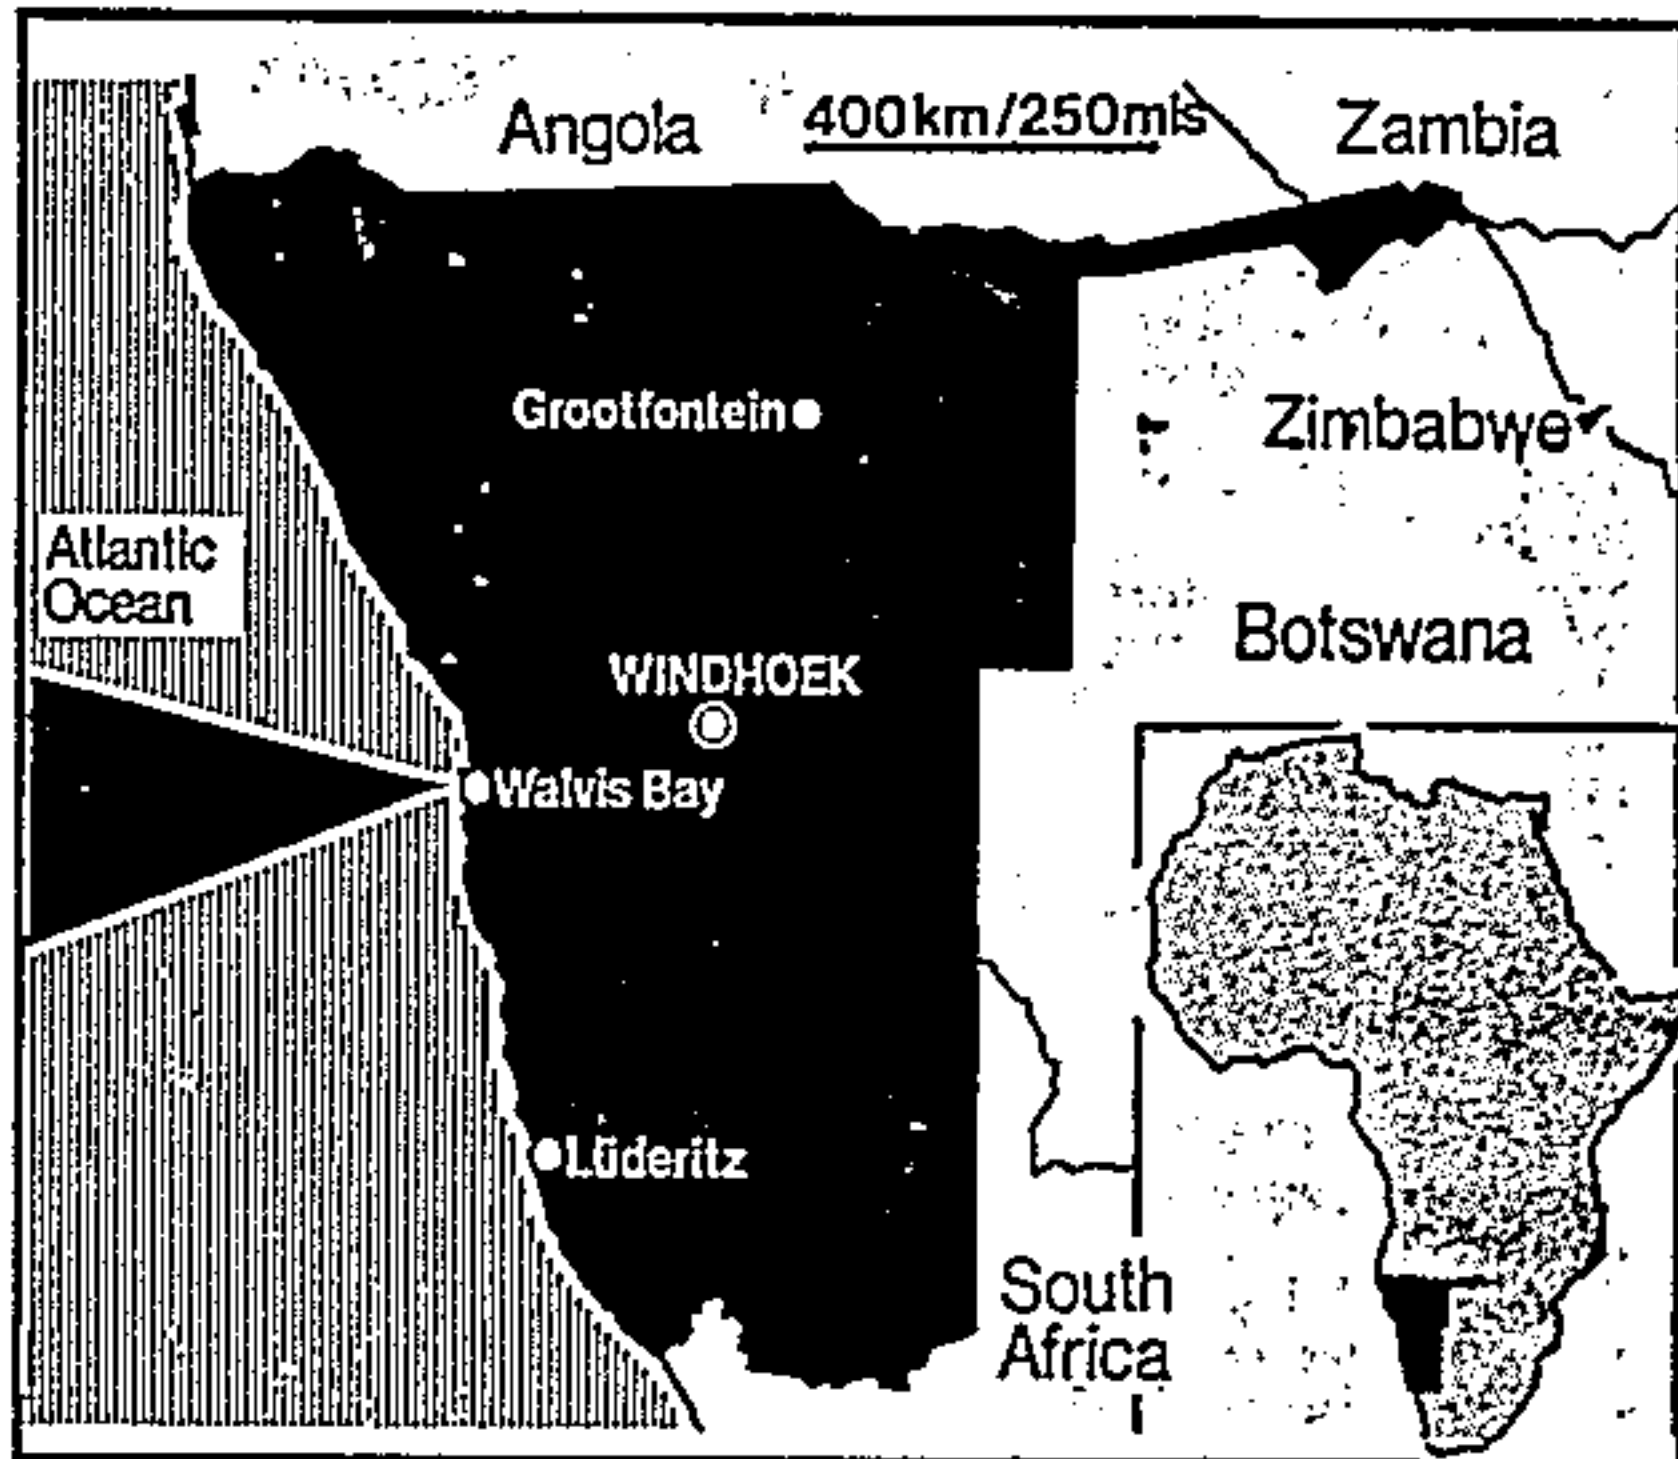 Angola
400km/250mls
Zambia
Grootfontein
Zimbabwe
Atlantic
Ocean
Botswana
WINDHOEK
Walvis Bay
Lüderitz
South
Africa